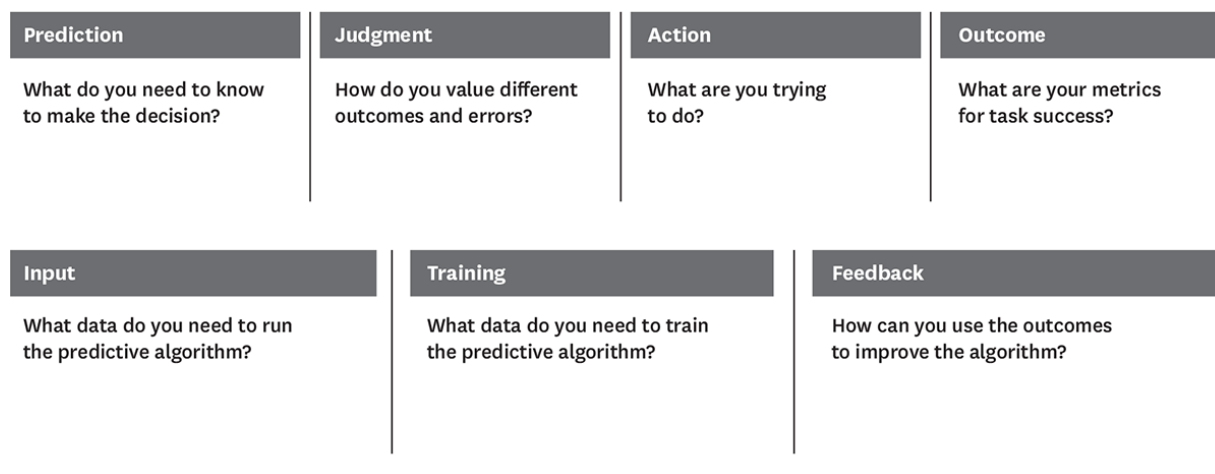 Prediction
What do you need to know
to make the decision?
Judgment
How do you value different
outcomes and errors?
Action
What are you trying
to do?
Outcome
What are your metrics
for task success?
Input
What data do you need to run
the predictive algorithm?
Training
What data do you need to train
the predictive algorithm?
Feedback
How can you use the outcomes
to improve the algorithm?